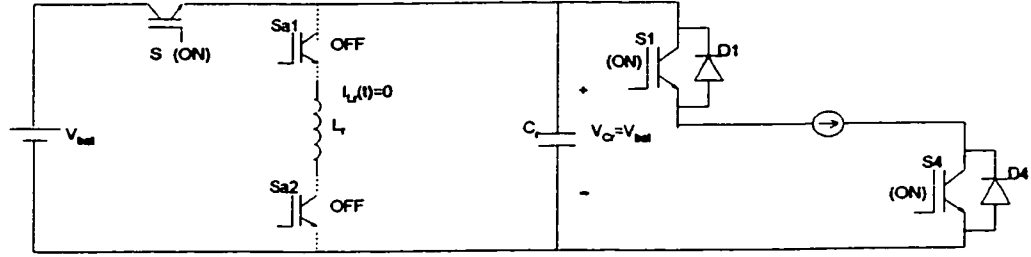 S (ON)
Sa1
OFF
I_Lr(t)=0
L_r
Sa2
OFF
V_bat
C_r
+
V_Cr=V_bat
-
S1
(ON)
D1
S4
(ON)
D4